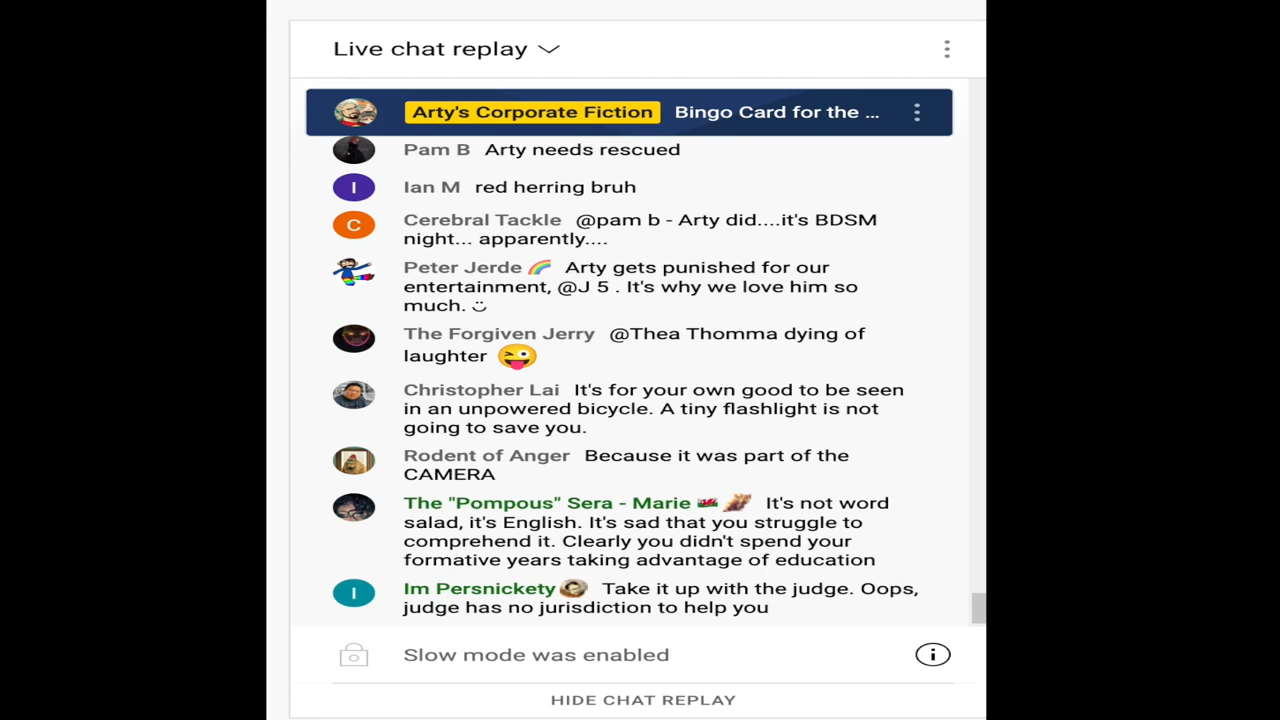 Live chat replay
Arty's Corporate Fiction Bingo Card for the ...
Pam B Arty needs rescued
I Ian M red herring bruh
C Cerebral Tackle @pam b - Arty did....it's BDSM
night... apparently....
Peter Jerde 🌈 Arty gets punished for our
entertainment, @J 5 . It's why we love him so
much. ツ
The Forgiven Jerry @Thea Thomma dying of
laughter 😜
Christopher Lai It's for your own good to be seen
in an unpowered bicycle. A tiny flashlight is not
going to save you.
Rodent of Anger Because it was part of the
CAMERA
The "Pompous" Sera - Marie 🏴󠁧󠁢󠁷󠁬󠁳󠁿 It's not word
salad, it's English. It's sad that you struggle to
comprehend it. Clearly you didn't spend your
formative years taking advantage of education
I Im Persnickety Take it up with the judge. Oops,
judge has no jurisdiction to help you
Slow mode was enabled
HIDE CHAT REPLAY